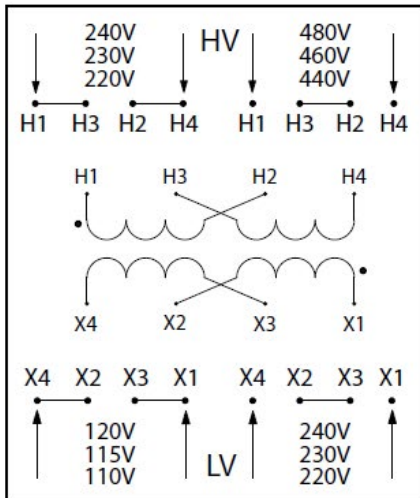 240V HV 480V
230V 460V
220V 440V
H1 H3 H2 H4 H1 H3 H2 H4
H1 H3 H2 H4
X4 X2 X3 X1
X4 X2 X3 X1 X4 X2 X3 X1
120V 240V
115V 230V
110V LV 220V